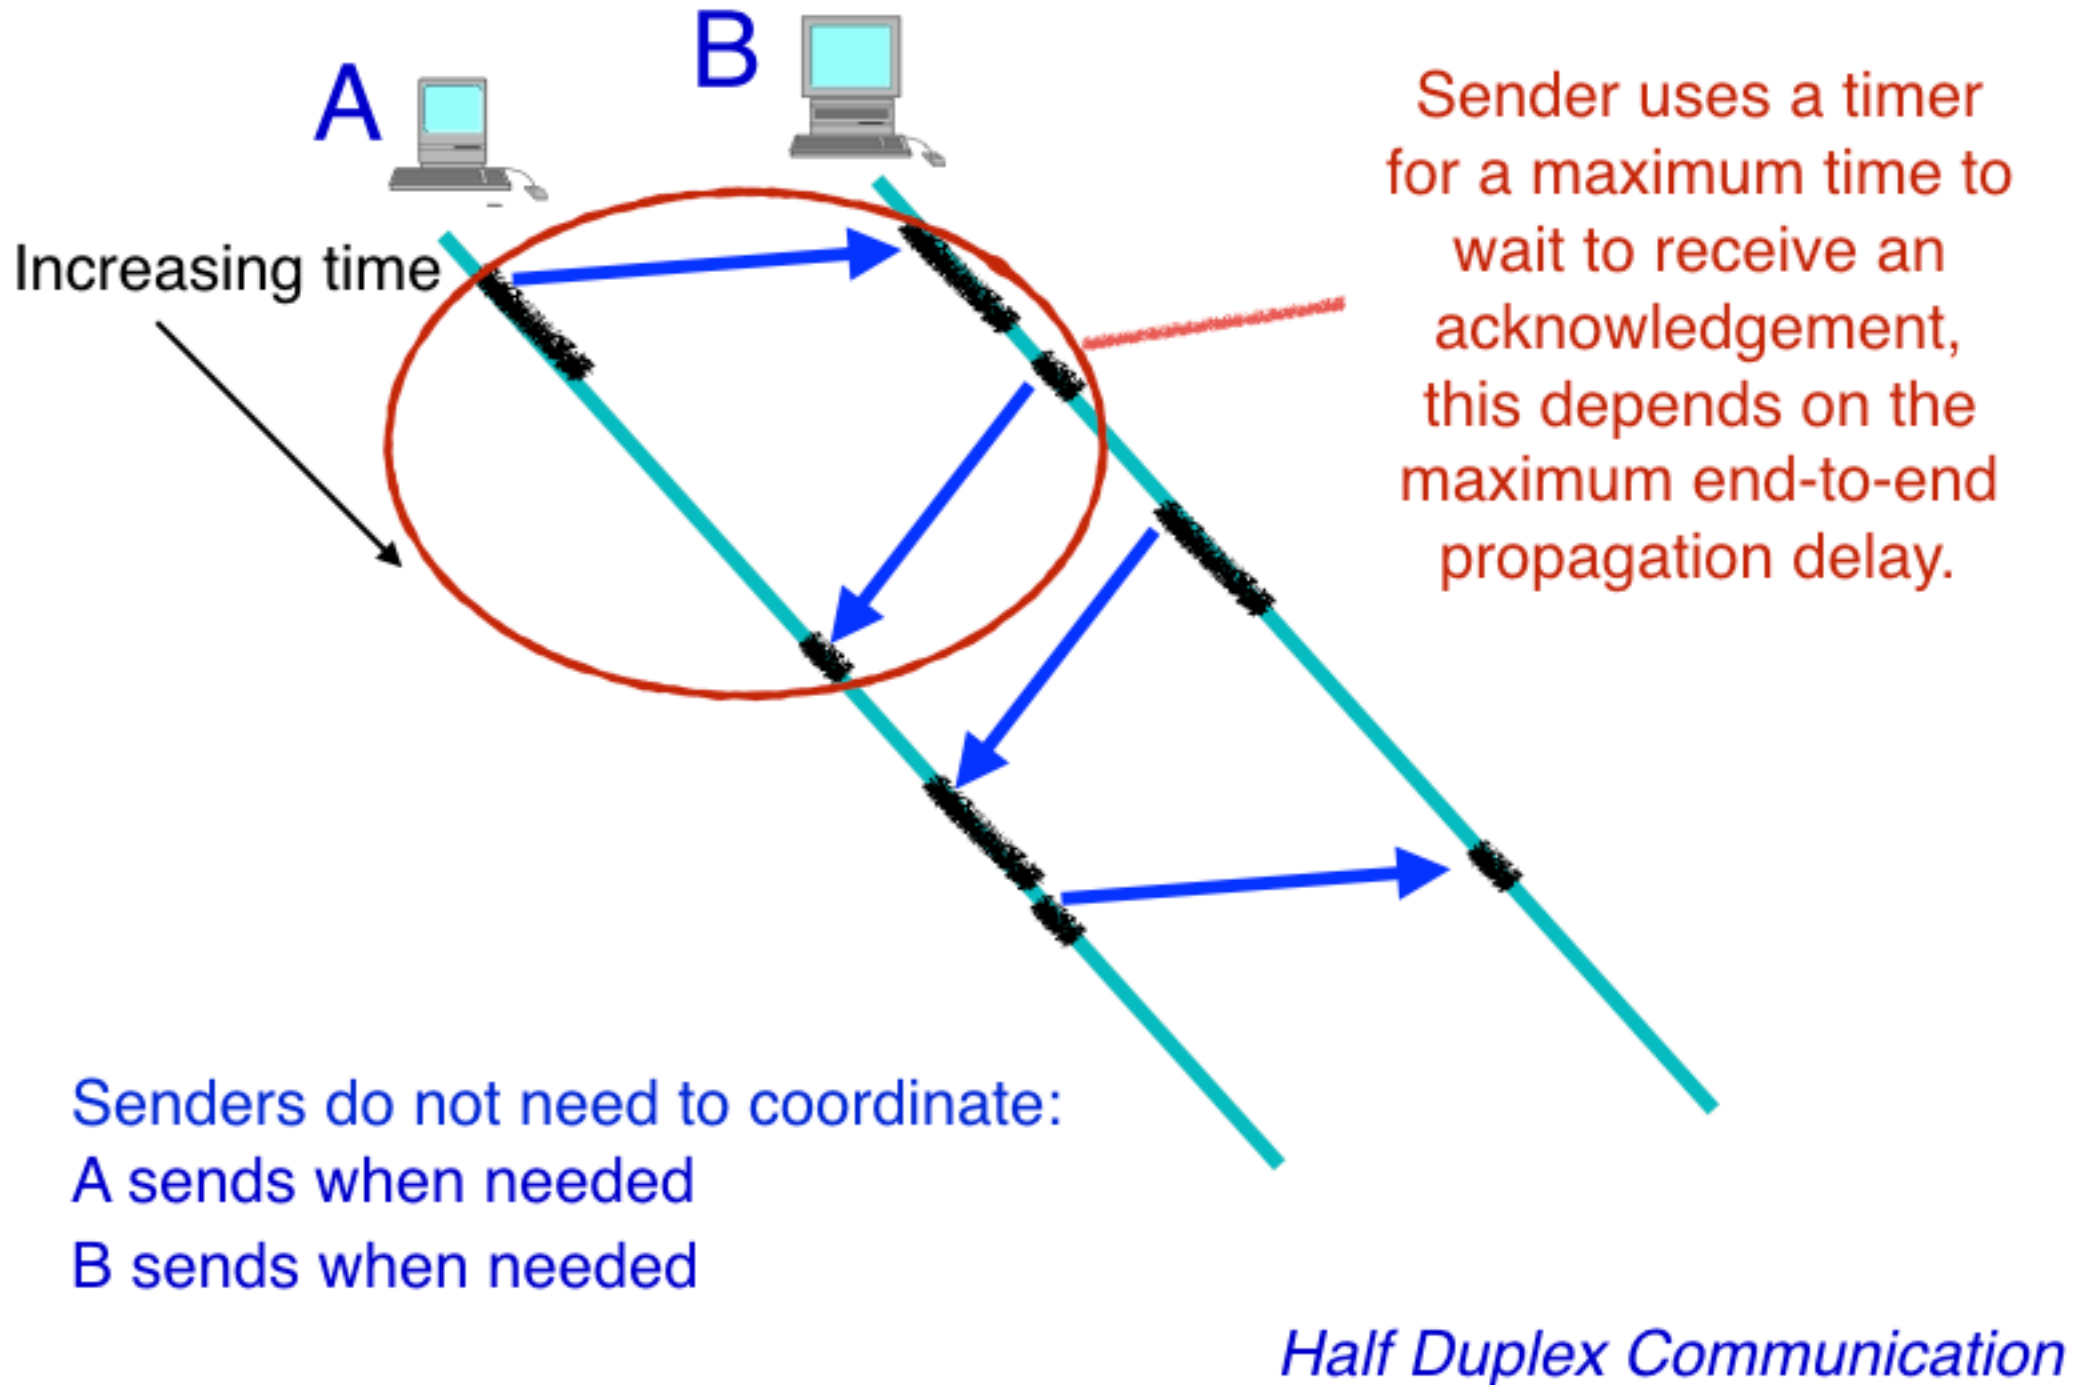 A
B
Increasing time
Sender uses a timer
for a maximum time to
wait to receive an
acknowledgement,
this depends on the
maximum end-to-end
propagation delay.
Senders do not need to coordinate:
A sends when needed
B sends when needed
Half Duplex Communication